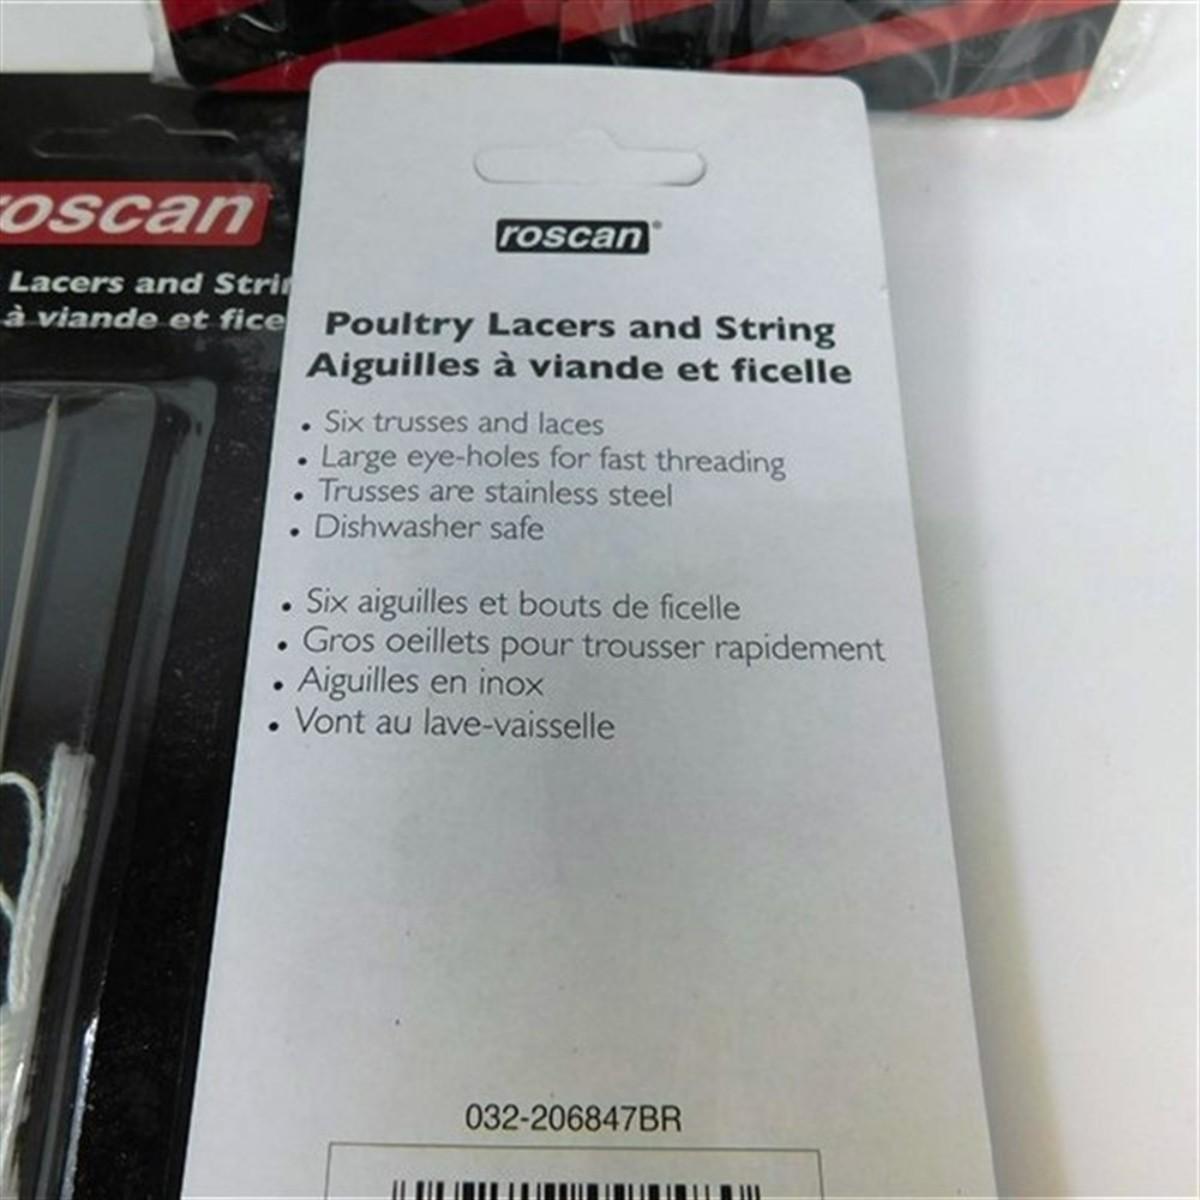 roscan
Lacers and
à viande et
roscan®
Poultry Lacers and String
Aiguilles à viande et ficelle
• Six trusses and laces
• Large eye-holes for fast threading
• Trusses are stainless steel
• Dishwasher safe
• Six aiguilles et bouts de ficelle
• Gros oeillets pour trousser rapidement
• Aiguilles en inox
• Vont au lave-vaisselle
032-206847BR